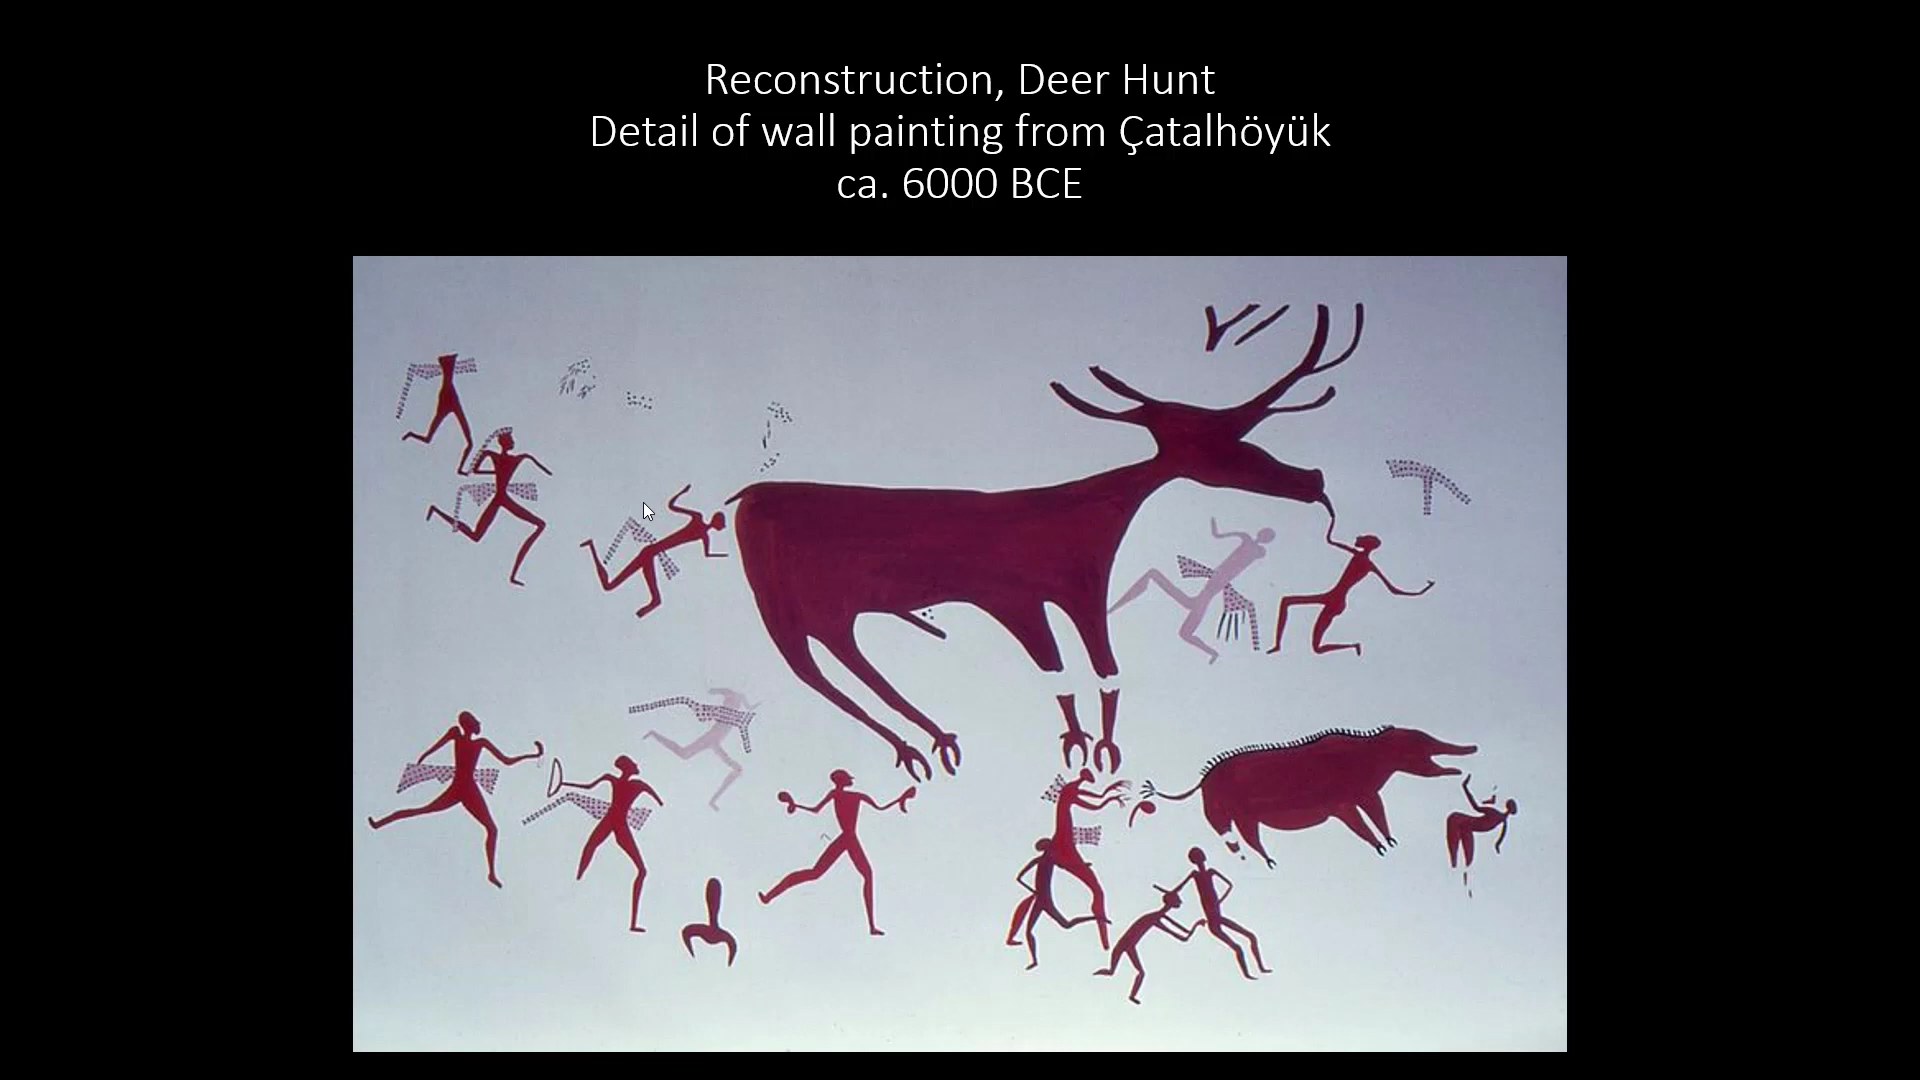 Reconstruction, Deer Hunt
Detail of wall painting from Çatalhöyük
ca. 6000 BCE